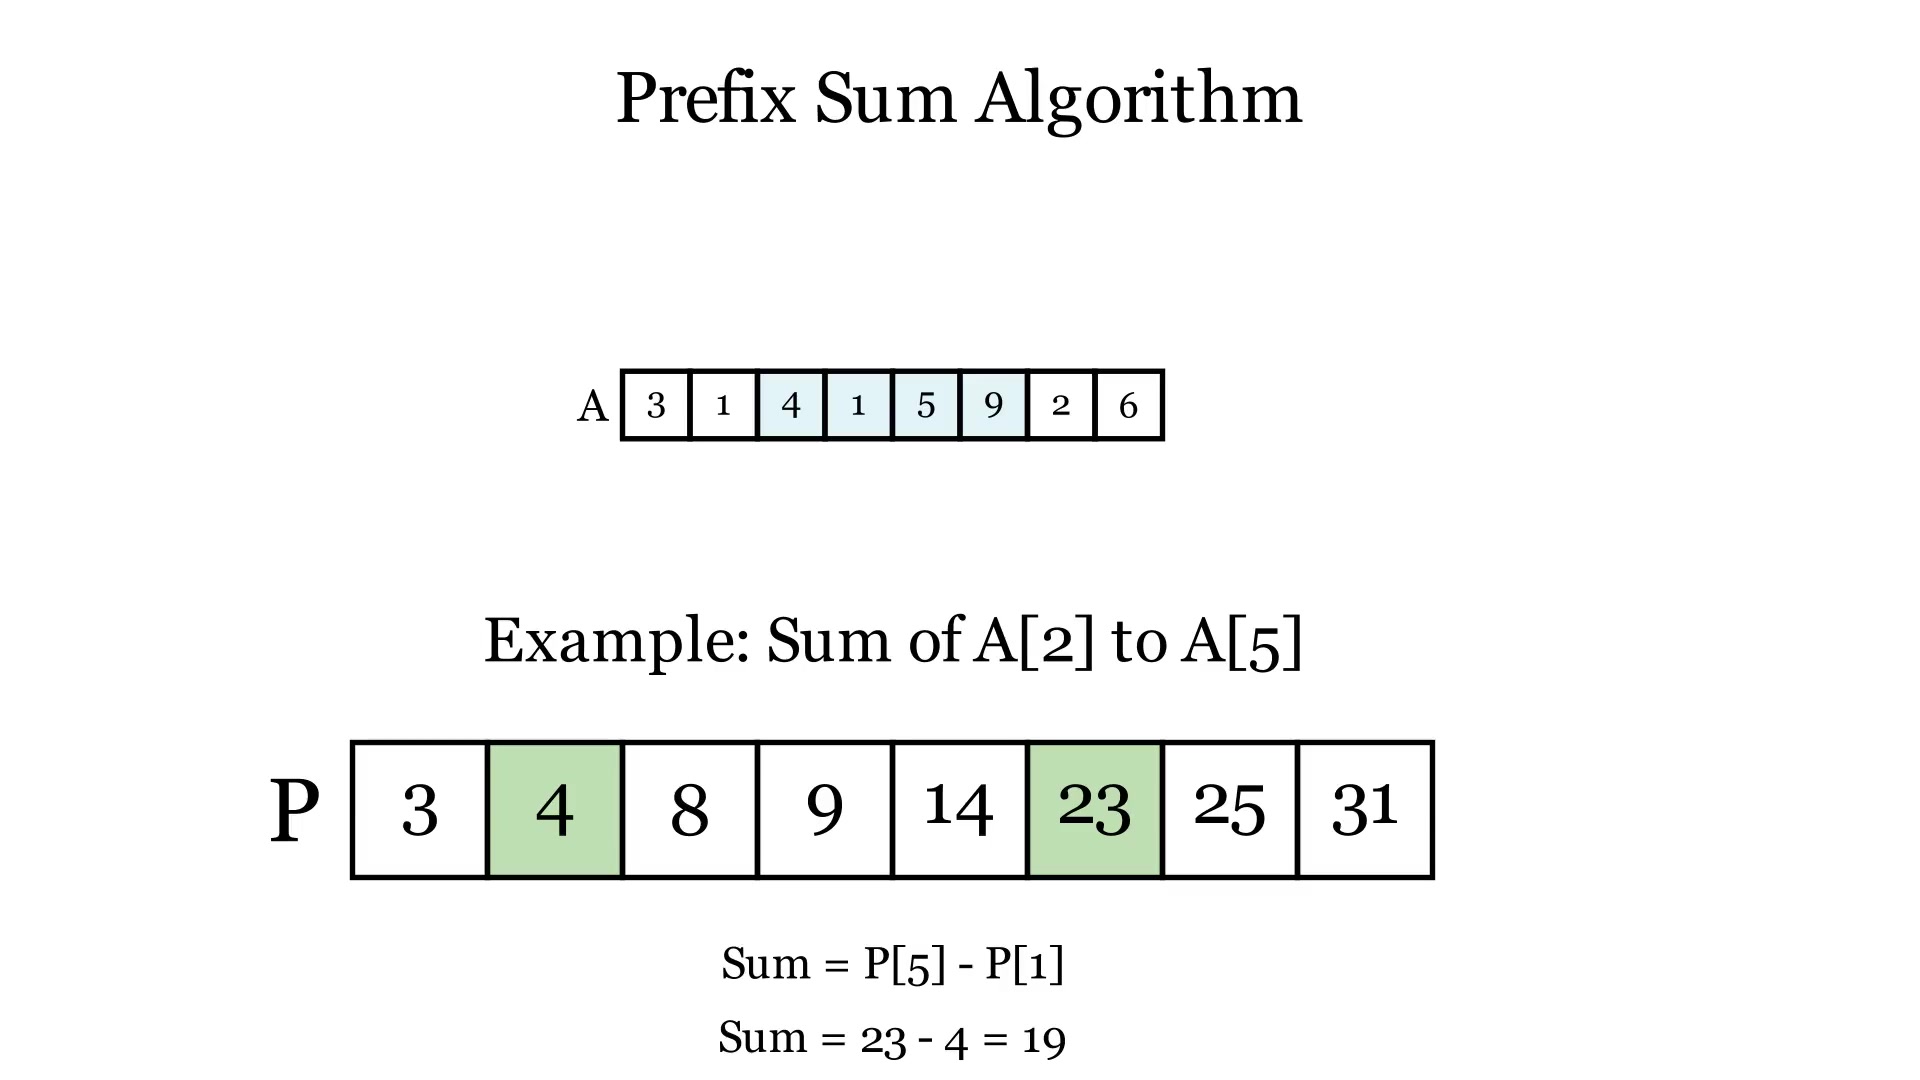 Prefix Sum Algorithm
A 3 1 4 1 5 9 2 6
Example: Sum of A[2] to A[5]
P 3 4 8 9 14 23 25 31
Sum = P[5] - P[1]
Sum = 23 - 4 = 19